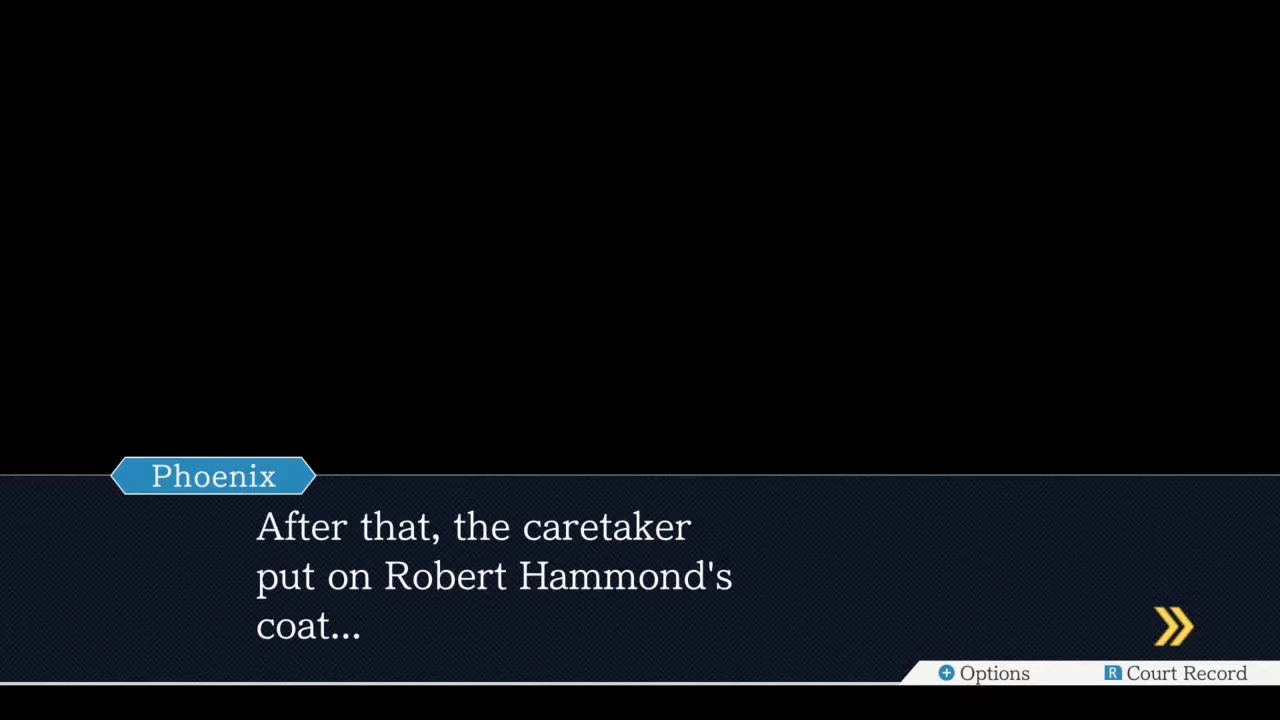 Phoenix
After that, the caretaker
put on Robert Hammond's
coat...
+ Options R Court Record